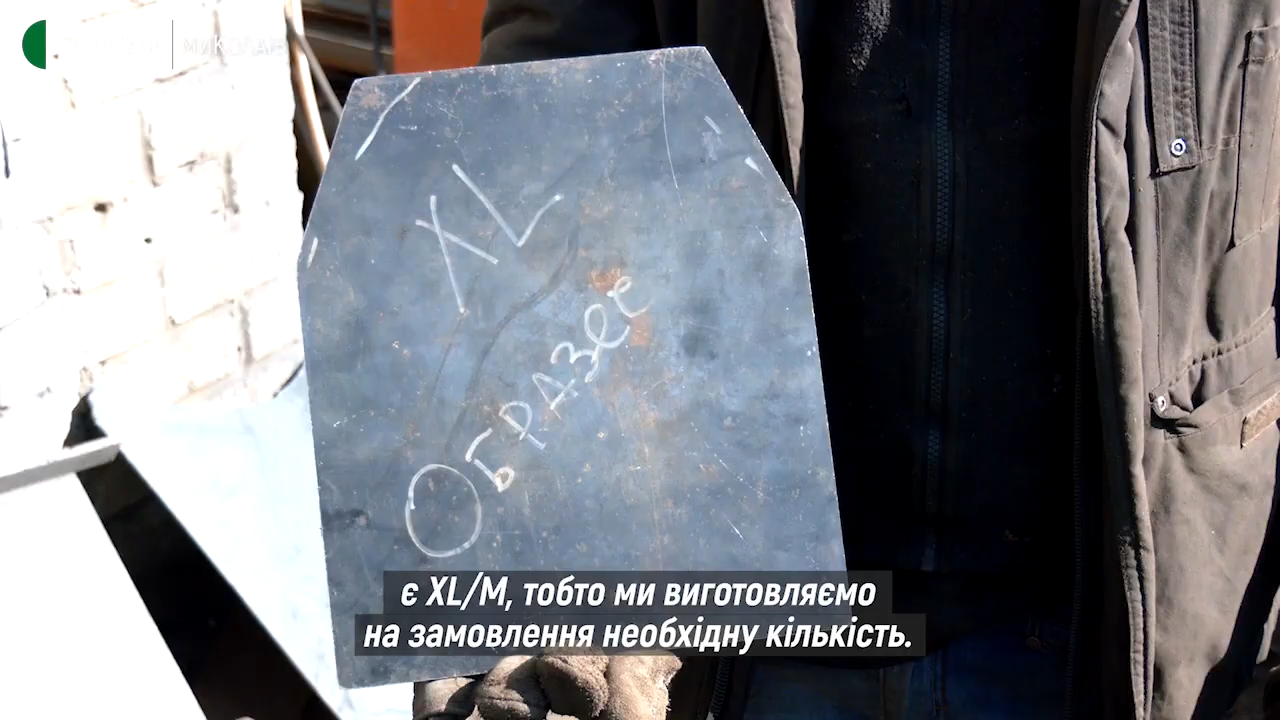 XL
Образец
є XL/M, тобто ми виготовляємо
на замовлення необхідну кількість.